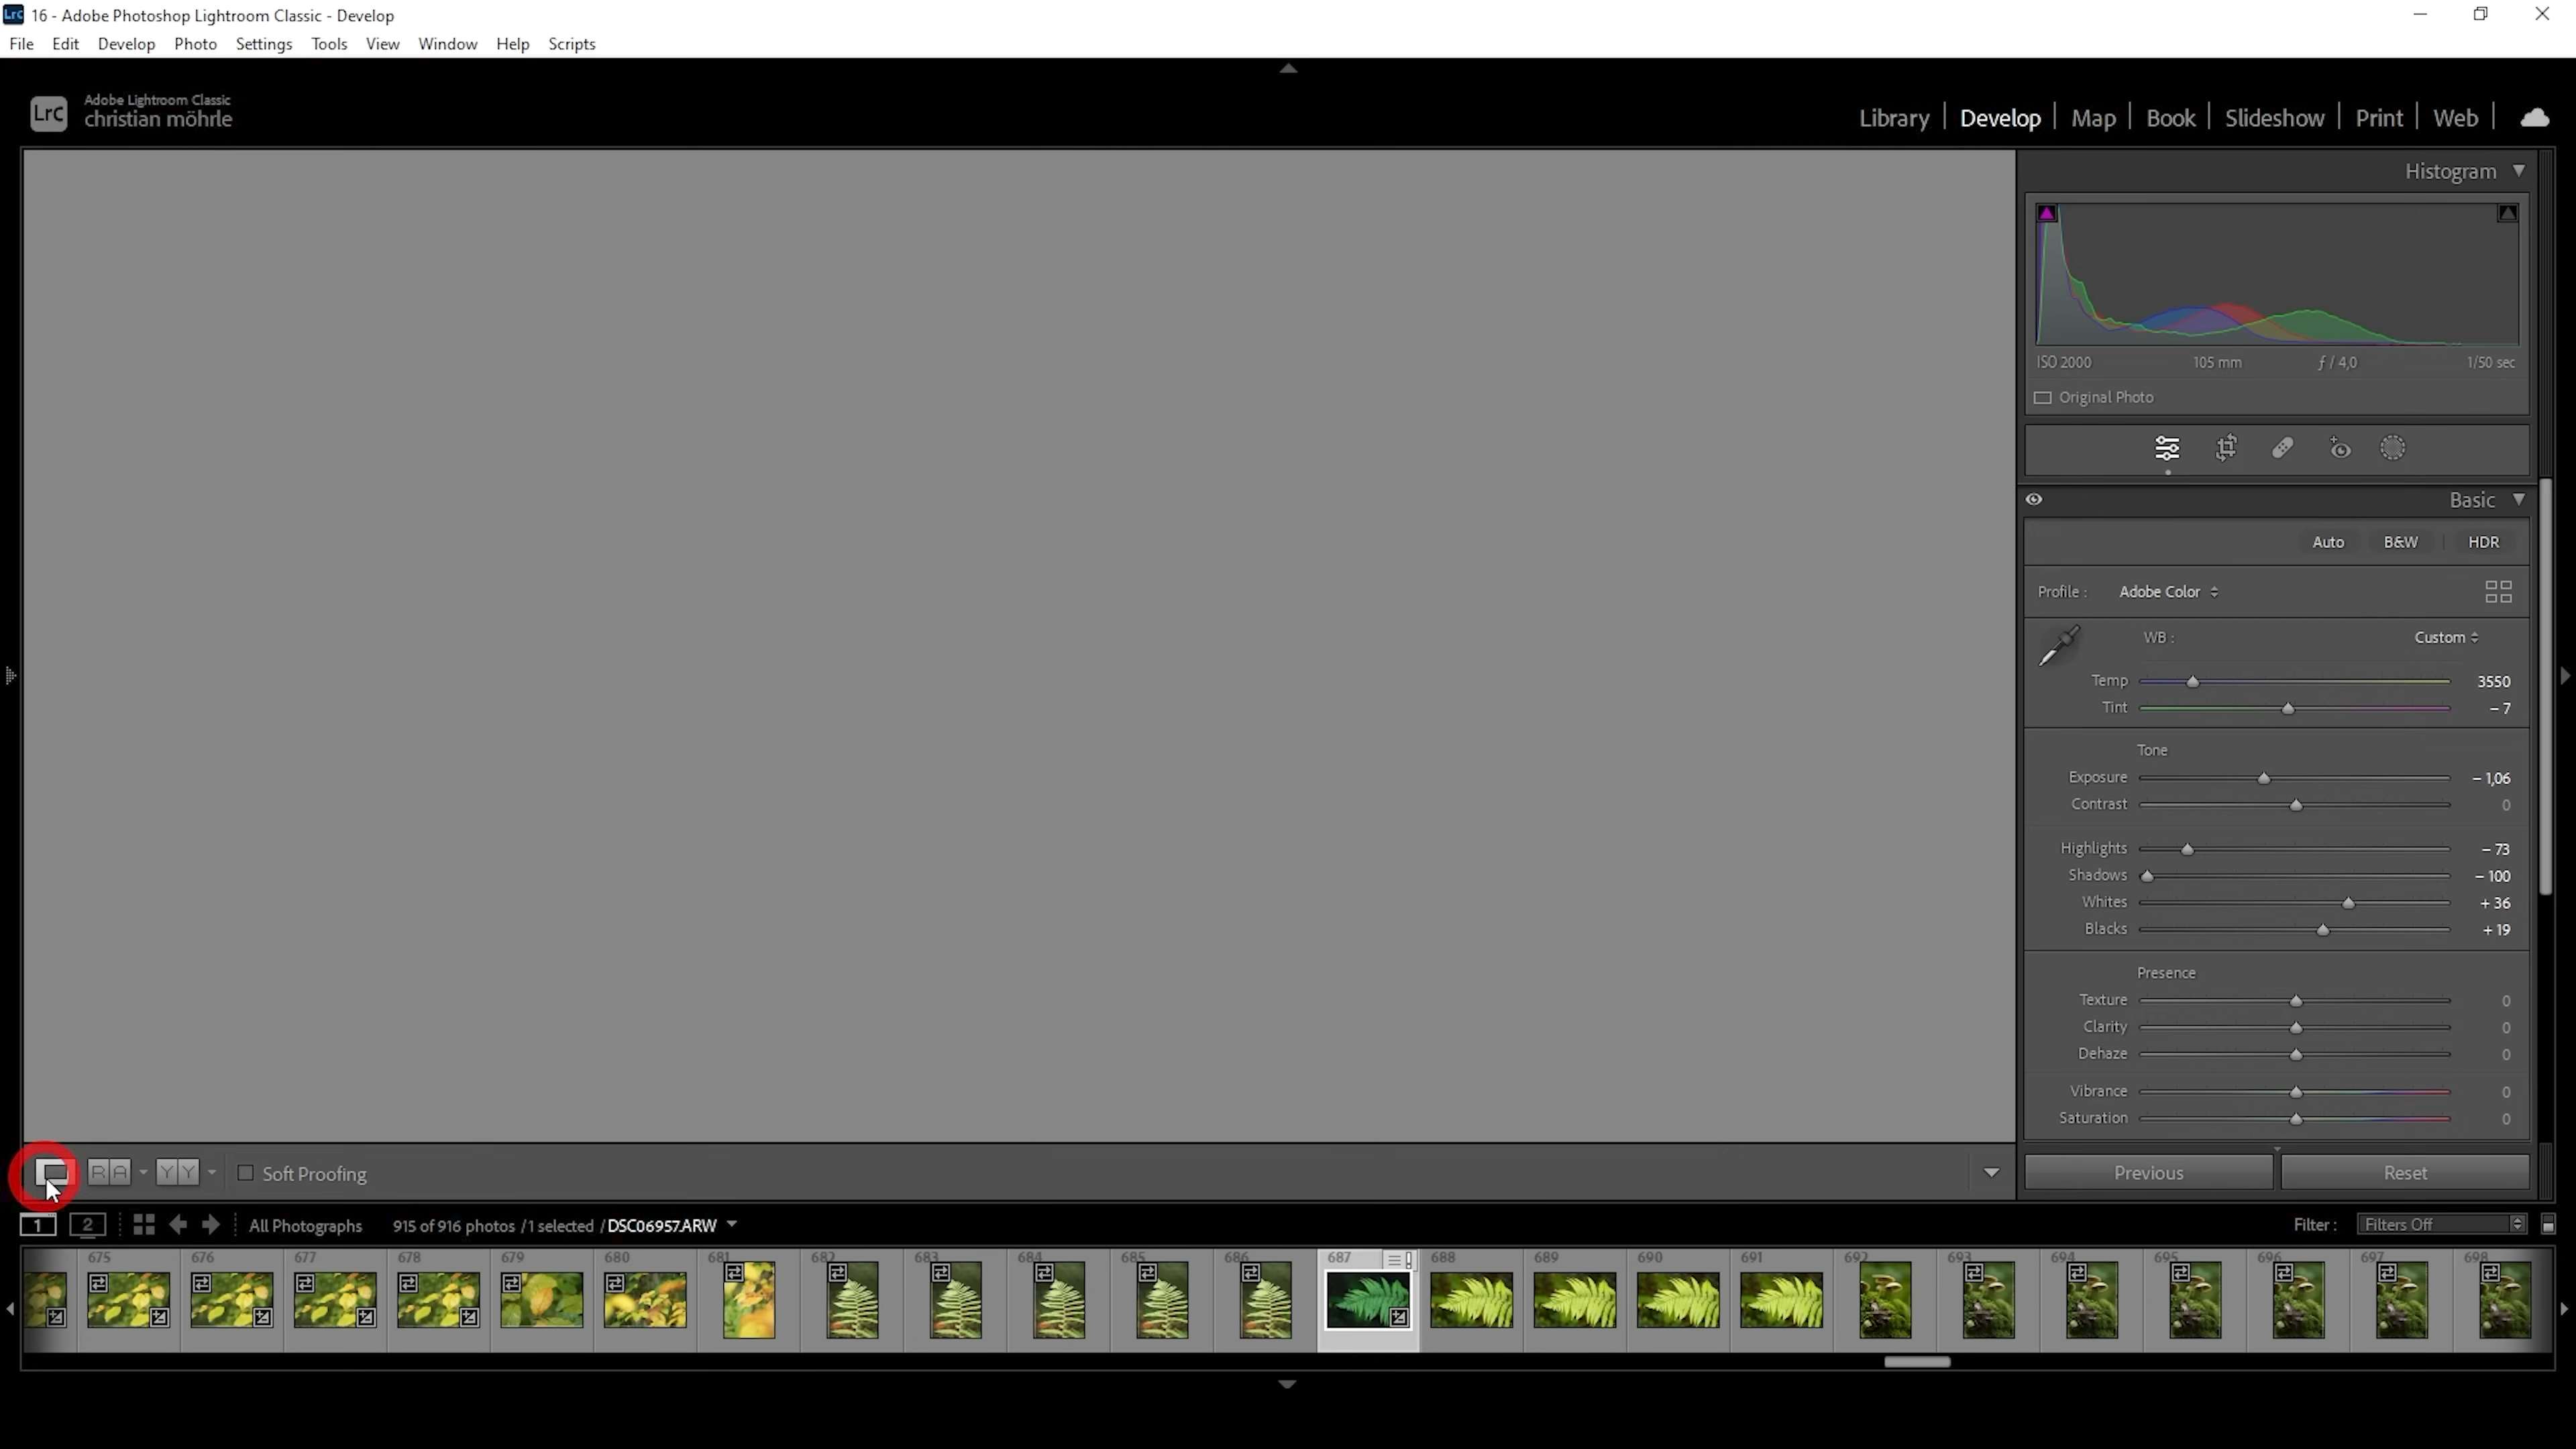 Lrc 16 - Adobe Photoshop Lightroom Classic - Develop
File Edit Develop Photo Settings Tools View Window Help Scripts
Lrc
Adobe Lightroom Classic
christian möhrle
Library | Develop | Map | Book | Slideshow | Print | Web |
Histogram
ISO 2000 105 mm ƒ / 4,0 1/50 sec
Original Photo
Basic
Auto B&W HDR
Profile : Adobe Color
WB : Custom
Temp 3550
Tint – 7
Tone
Exposure – 1,06
Contrast 0
Highlights – 73
Shadows – 100
Whites + 36
Blacks + 19
Presence
Texture 0
Clarity 0
Dehaze 0
Vibrance 0
Saturation 0
R A Y Y Soft Proofing
Previous Reset
1 2 All Photographs 915 of 916 photos /1 selected /DSC06957.ARW
Filter : Filters Off
675 676 677 678 679 680 681 682 683 684 685 686 687 688 689 690 691 692 693 694 695 696 697 698